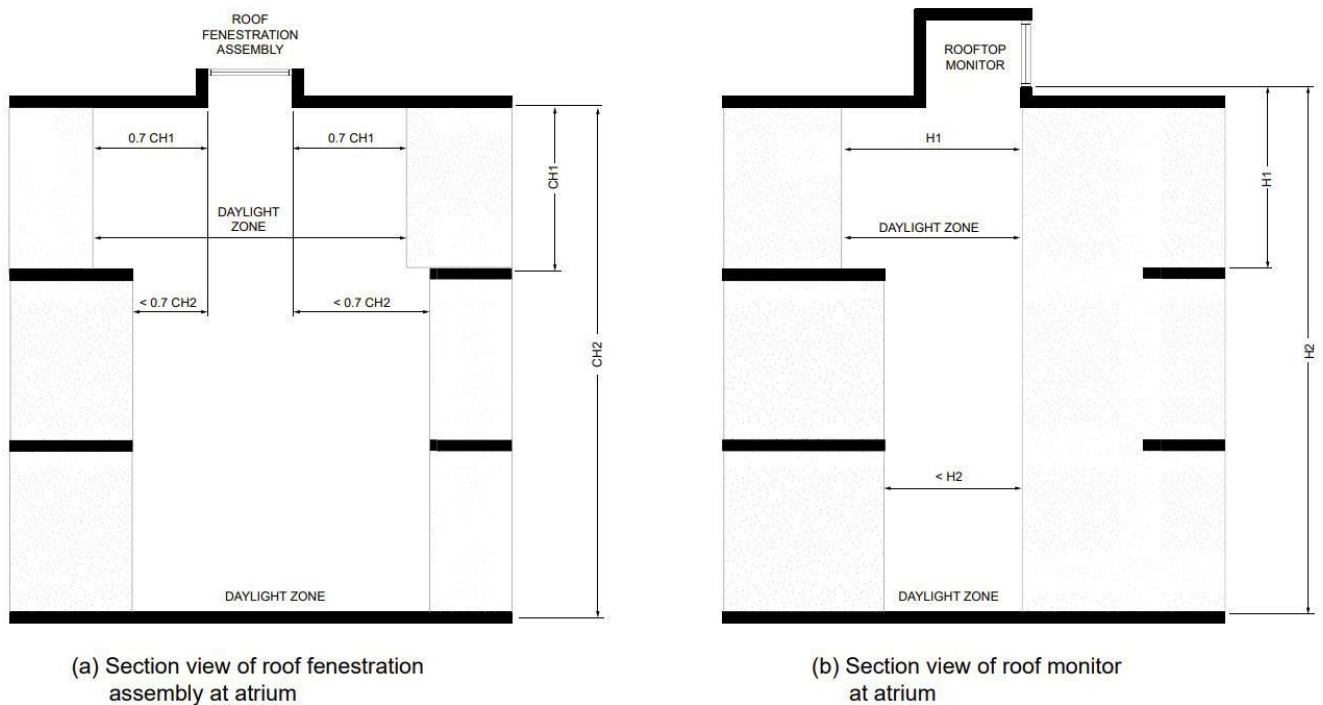 ROOF
FENESTRATION
ASSEMBLY
0.7 CH1
0.7 CH1
CH1
DAYLIGHT
ZONE
< 0.7 CH2
< 0.7 CH2
CH2
DAYLIGHT ZONE
(a) Section view of roof fenestration
assembly at atrium
ROOFTOP
MONITOR
H1
H1
DAYLIGHT ZONE
H2
< H2
DAYLIGHT ZONE
(b) Section view of roof monitor
at atrium